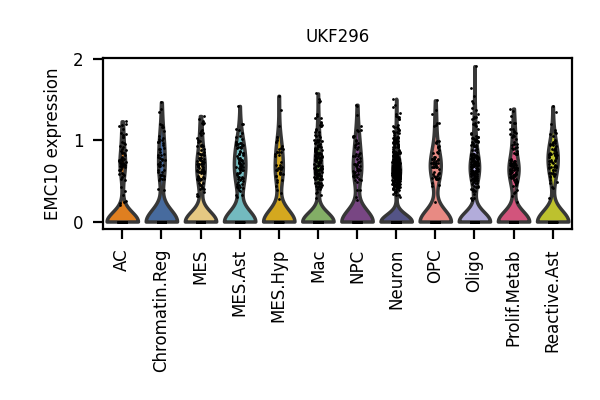 UKF296
EMC10 expression
2
1
0
AC
Chromatin.Reg
MES
MES.Ast
MES.Hyp
Mac
NPC
Neuron
OPC
Oligo
Prolif.Metab
Reactive.Ast